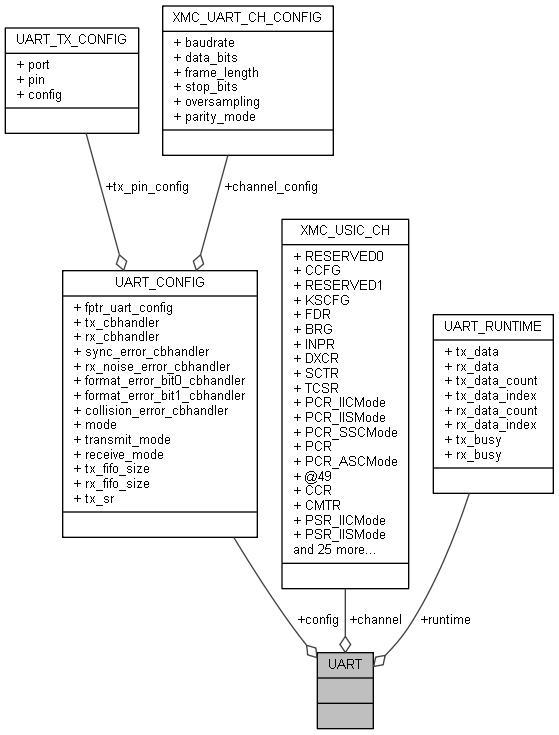 UART_TX_CONFIG
+ port
+ pin
+ config
XMC_UART_CH_CONFIG
+ baudrate
+ data_bits
+ frame_length
+ stop_bits
+ oversampling
+ parity_mode
+tx_pin_config
+channel_config
UART_CONFIG
+ fptr_uart_config
+ tx_cbhandler
+ rx_cbhandler
+ sync_error_cbhandler
+ rx_noise_error_cbhandler
+ format_error_bit0_cbhandler
+ format_error_bit1_cbhandler
+ collision_error_cbhandler
+ mode
+ transmit_mode
+ receive_mode
+ tx_fifo_size
+ rx_fifo_size
+ tx_sr
XMC_USIC_CH
+ RESERVED0
+ CCFG
+ RESERVED1
+ KSCFG
+ FDR
+ BRG
+ INPR
+ DXCR
+ SCTR
+ TCSR
+ PCR_IICMode
+ PCR_IISMode
+ PCR_SSCMode
+ PCR
+ PCR_ASCMode
+ @49
+ CCR
+ CMTR
+ PSR_IICMode
+ PSR_IISMode
and 25 more...
UART_RUNTIME
+ tx_data
+ rx_data
+ tx_data_count
+ tx_data_index
+ rx_data_count
+ rx_data_index
+ tx_busy
+ rx_busy
+config
+channel
+runtime
UART